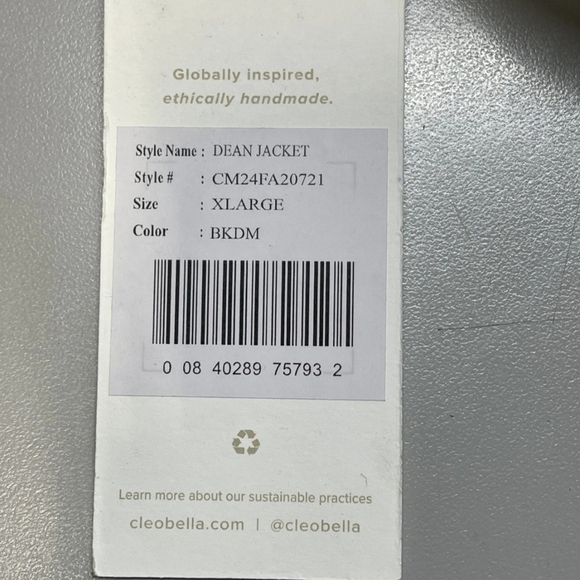 Globally inspired,
ethically handmade.
Style Name : DEAN JACKET
Style # : CM24FA20721
Size : XLARGE
Color : BKDM
0 08 40289 75793 2
Learn more about our sustainable practices
cleobella.com | @cleobella